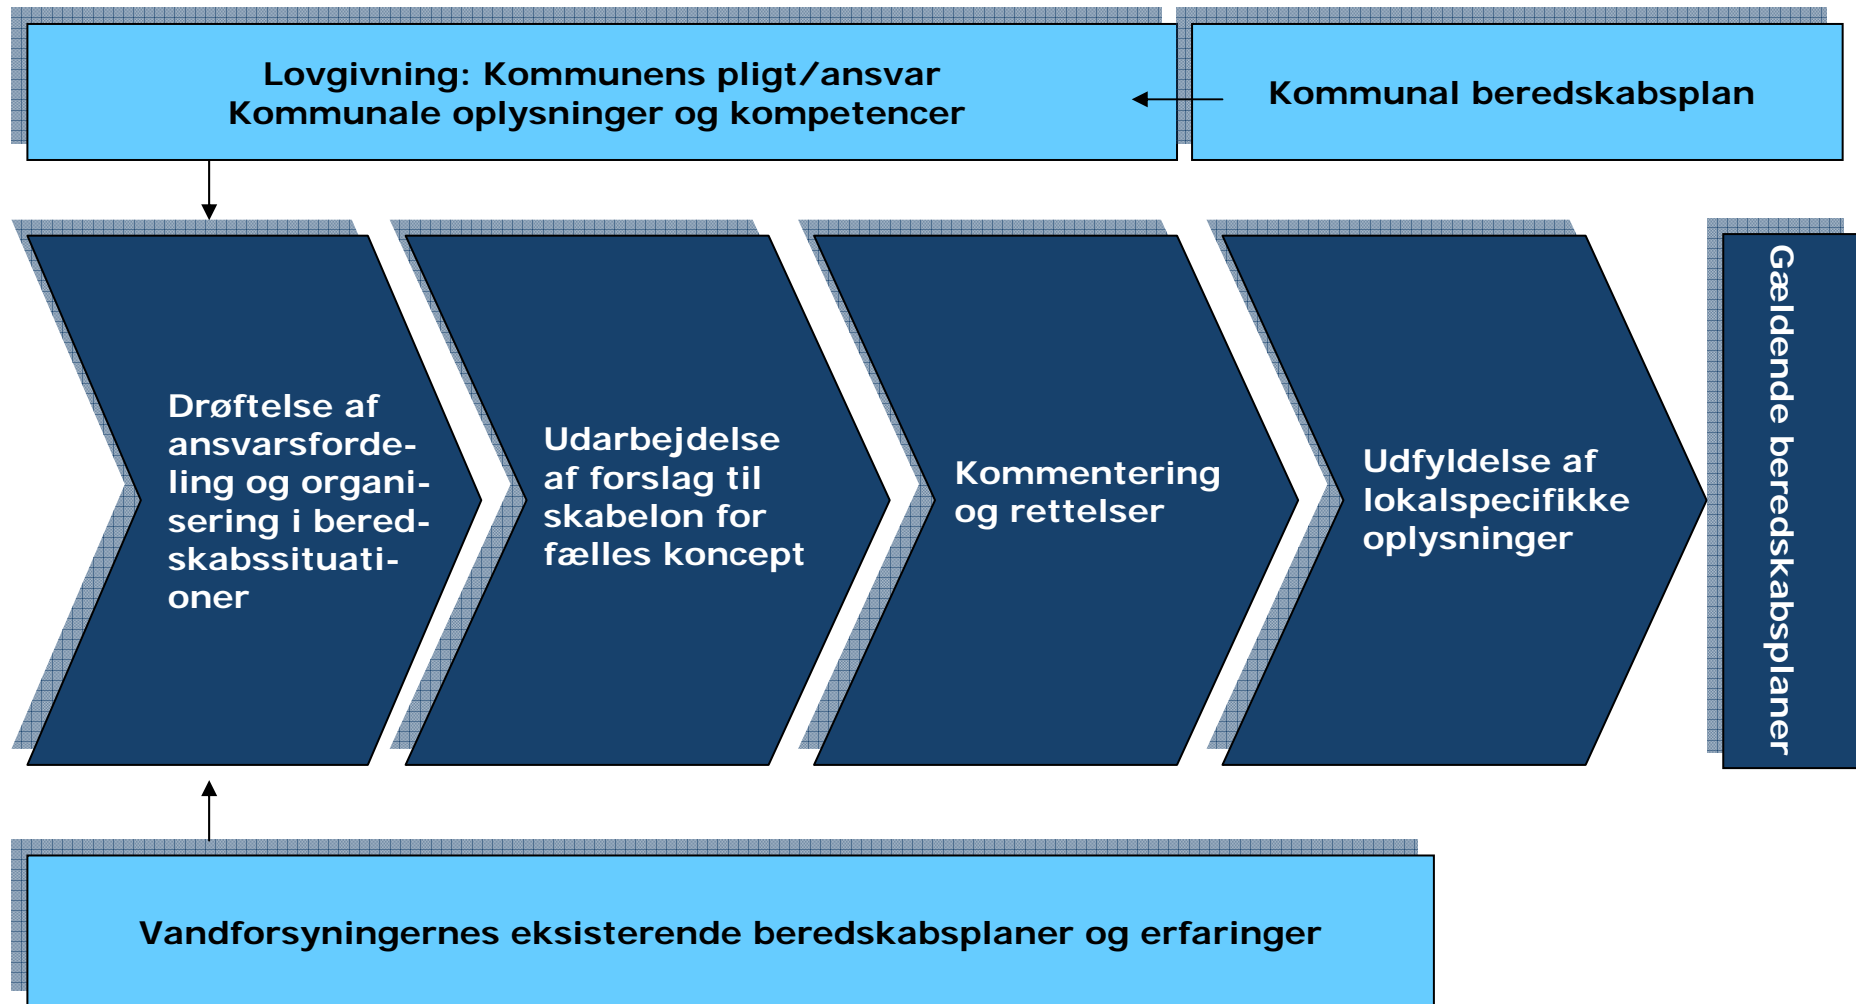 Lovgivning: Kommunens pligt/ansvar
Kommunale oplysninger og kompetencer
Kommunal beredskabsplan
Drøftelse af
ansvarsforde-
ling og organi-
sering i bered-
skabssituati-
oner
Udarbejdelse
af forslag til
skabelon for
fælles koncept
Kommentering
og rettelser
Udfyldelse af
lokalspecifikke
oplysninger
Gældende beredskabsplaner
Vandforsyningernes eksisterende beredskabsplaner og erfaringer